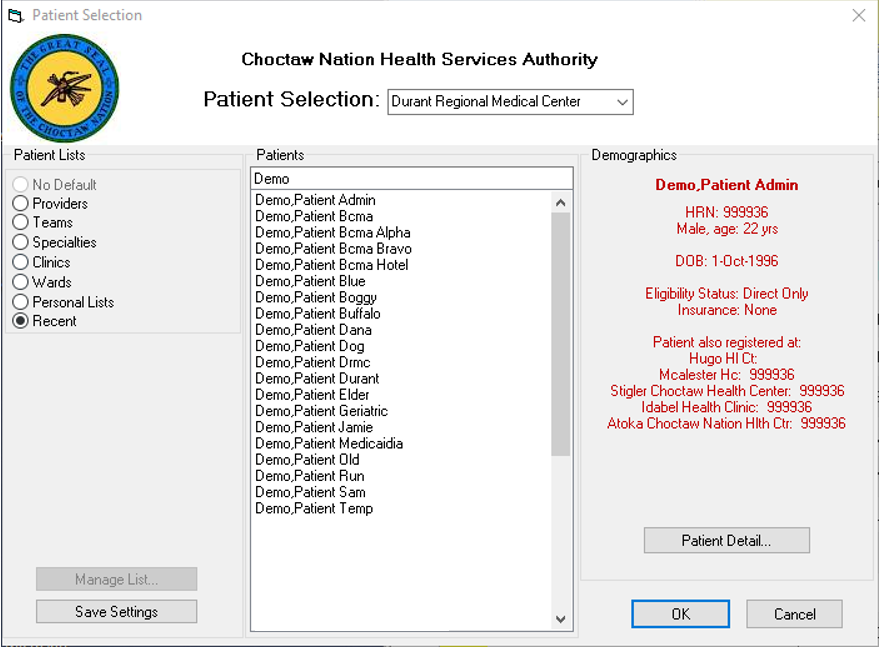 Patient Selection
THE GREAT SEAL
OF THE CHOCTAW NATION
Choctaw Nation Health Services Authority
Patient Selection: Durant Regional Medical Center
Patient Lists
No Default
Providers
Teams
Specialties
Clinics
Wards
Personal Lists
Recent
Manage List...
Save Settings
Patients
Demo
Demo,Patient Admin
Demo,Patient Bcma
Demo,Patient Bcma Alpha
Demo,Patient Bcma Bravo
Demo,Patient Bcma Hotel
Demo,Patient Blue
Demo,Patient Boggy
Demo,Patient Buffalo
Demo,Patient Dana
Demo,Patient Dog
Demo,Patient Drmc
Demo,Patient Durant
Demo,Patient Elder
Demo,Patient Geriatric
Demo,Patient Jamie
Demo,Patient Medicaidia
Demo,Patient Old
Demo,Patient Run
Demo,Patient Sam
Demo,Patient Temp
Demographics
Demo,Patient Admin
HRN: 999936
Male, age: 22 yrs
DOB: 1-Oct-1996
Eligibility Status: Direct Only
Insurance: None
Patient also registered at:
Hugo Hl Ct:
Mcalester Hc: 999936
Stigler Choctaw Health Center: 999936
Idabel Health Clinic: 999936
Atoka Choctaw Nation Hlth Ctr: 999936
Patient Detail...
OK
Cancel